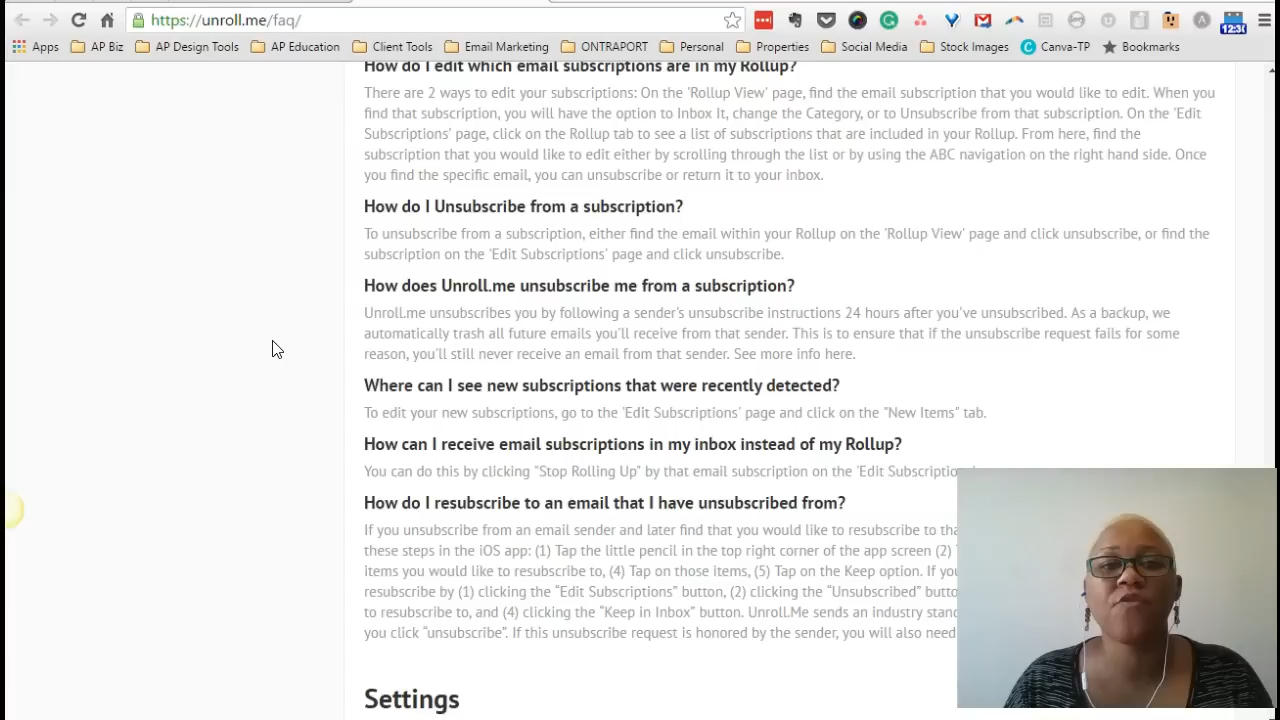 https://unroll.me/faq/
12:30
Apps AP Biz AP Design Tools AP Education Client Tools Email Marketing ONTRAPORT Personal Properties Social Media Stock Images Canva-TP Bookmarks
How do I edit which email subscriptions are in my Rollup?
There are 2 ways to edit your subscriptions: On the 'Rollup View' page, find the email subscription that you would like to edit. When you
find that subscription, you will have the option to Inbox It, change the Category, or to Unsubscribe from that subscription. On the 'Edit
Subscriptions' page, click on the Rollup tab to see a list of subscriptions that are included in your Rollup. From here, find the
subscription that you would like to edit either by scrolling through the list or by using the ABC navigation on the right hand side. Once
you find the specific email, you can unsubscribe or return it to your inbox.
How do I Unsubscribe from a subscription?
To unsubscribe from a subscription, either find the email within your Rollup on the 'Rollup View' page and click unsubscribe, or find the
subscription on the 'Edit Subscriptions' page and click unsubscribe.
How does Unroll.me unsubscribe me from a subscription?
Unroll.me unsubscribes you by following a sender's unsubscribe instructions 24 hours after you've unsubscribed. As a backup, we
automatically trash all future emails you'll receive from that sender. This is to ensure that if the unsubscribe request fails for some
reason, you'll still never receive an email from that sender. See more info here.
Where can I see new subscriptions that were recently detected?
To edit your new subscriptions, go to the 'Edit Subscriptions' page and click on the "New Items" tab.
How can I receive email subscriptions in my inbox instead of my Rollup?
You can do this by clicking "Stop Rolling Up" by that email subscription on the 'Edit
How do I resubscribe to an email that I have unsubscribed from?
If you unsubscribe from an email sender and later find that you would like to resubscribe to
these steps in the iOS app: (1) Tap the little pencil in the top right corner of the app screen (2)
items you would like to resubscribe to, (4) Tap on those items, (5) Tap on the Keep option. If
resubscribe by (1) clicking the “Edit Subscriptions” button, (2) clicking the “Unsubscribed”
to resubscribe to, and (4) clicking the “Keep in Inbox” button. Unroll.Me sends an industry
you click “unsubscribe”. If this unsubscribe request is honored by the sender, you will also need
Settings